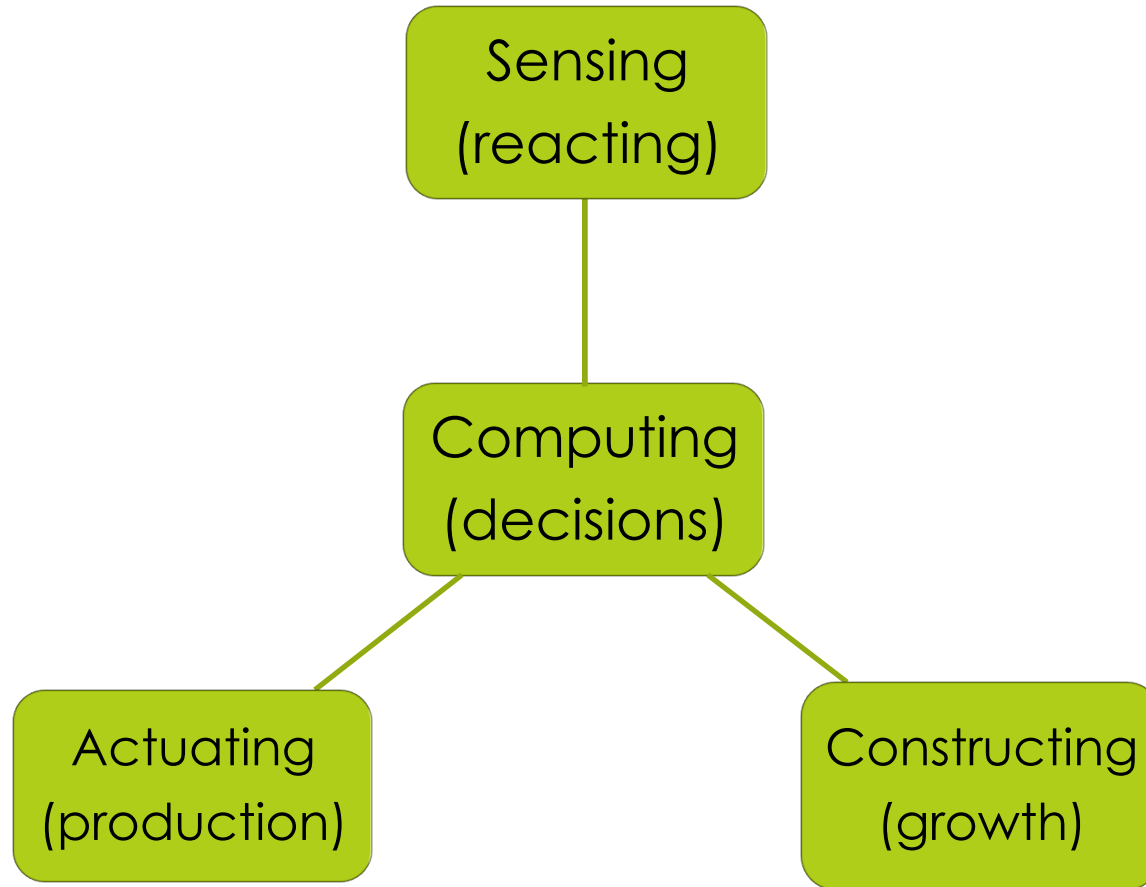 Sensing
(reacting)
Computing
(decisions)
Actuating
(production)
Constructing
(growth)